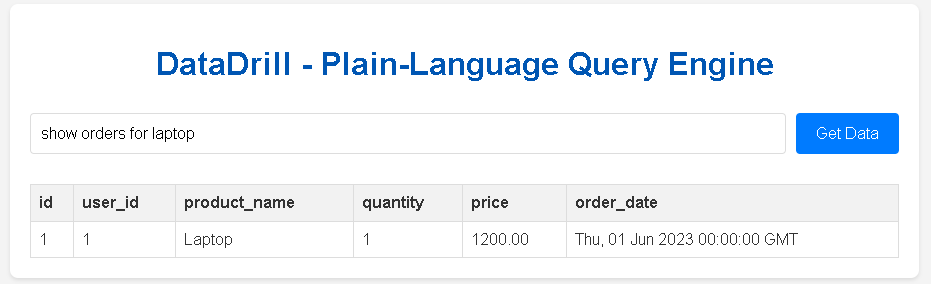 DataDrill - Plain-Language Query Engine
show orders for laptop Get Data
id user_id product_name quantity price order_date
1 1 Laptop 1 1200.00 Thu, 01 Jun 2023 00:00:00 GMT